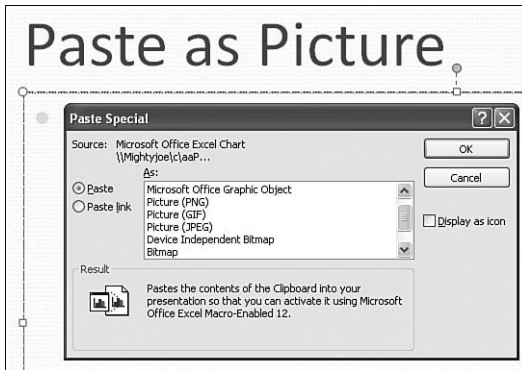 Paste as Picture
Paste Special
Source: Microsoft Office Excel Chart
\\Mightyjoe\c\aaP...
As:
Paste
Paste link
Microsoft Office Graphic Object
Picture (PNG)
Picture (GIF)
Picture (JPEG)
Device Independent Bitmap
Bitmap
OK
Cancel
Display as icon
Result
Pastes the contents of the Clipboard into your
presentation so that you can activate it using Microsoft
Office Excel Macro-Enabled 12.